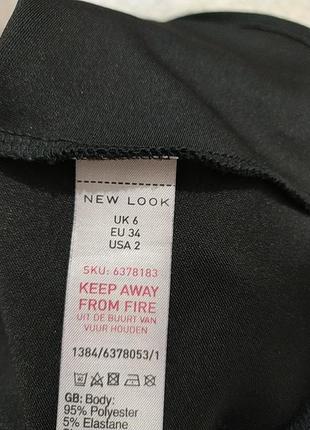 NEW LOOK
UK 6
EU 34
USA 2
SKU: 6378183
KEEP AWAY
FROM FIRE
UIT DE BUURT VAN
VUUR HOUDEN
1384/6378053/1
GB: Body:
95% Polyester
5% Elastane